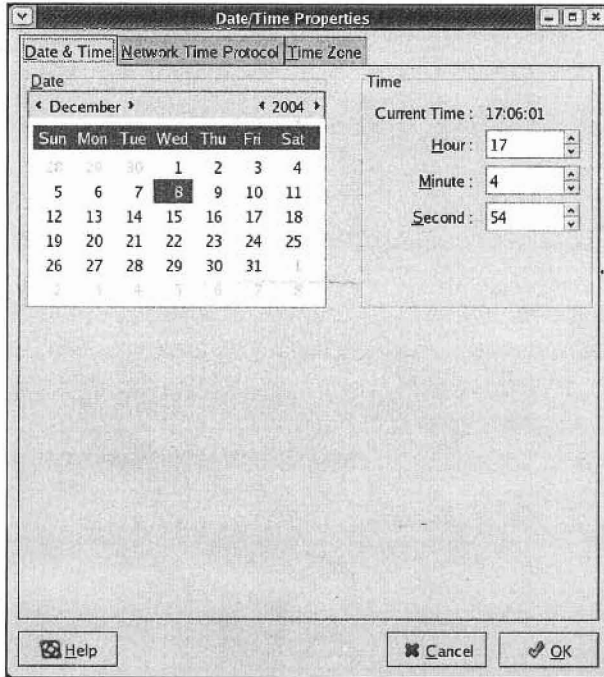 Date/Time Properties
Date & Time Network Time Protocol Time Zone
Date
December 2004
Sun Mon Tue Wed Thu Fri Sat
28 29 30 1 2 3 4
5 6 7 8 9 10 11
12 13 14 15 16 17 18
19 20 21 22 23 24 25
26 27 28 29 30 31 1
2 3 4 5 6 7 8
Time
Current Time : 17:06:01
Hour : 17
Minute : 4
Second : 54
Help Cancel OK